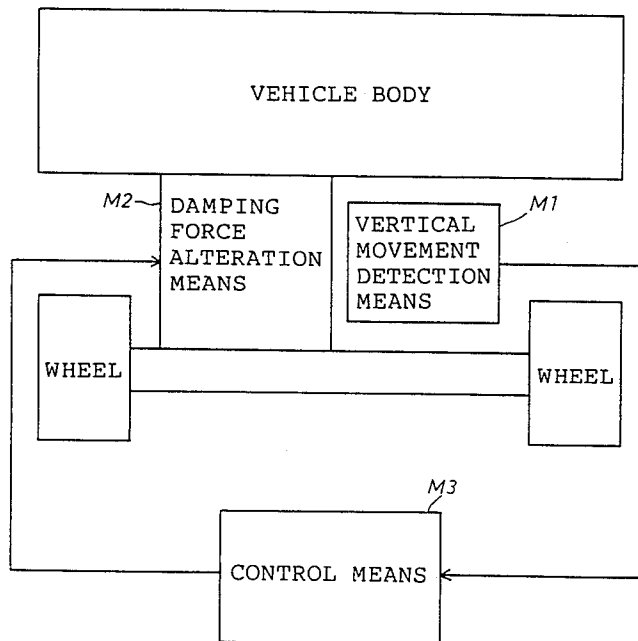 VEHICLE BODY
M2
DAMPING
FORCE
ALTERATION
MEANS
M1
VERTICAL
MOVEMENT
DETECTION
MEANS
WHEEL
WHEEL
M3
CONTROL MEANS